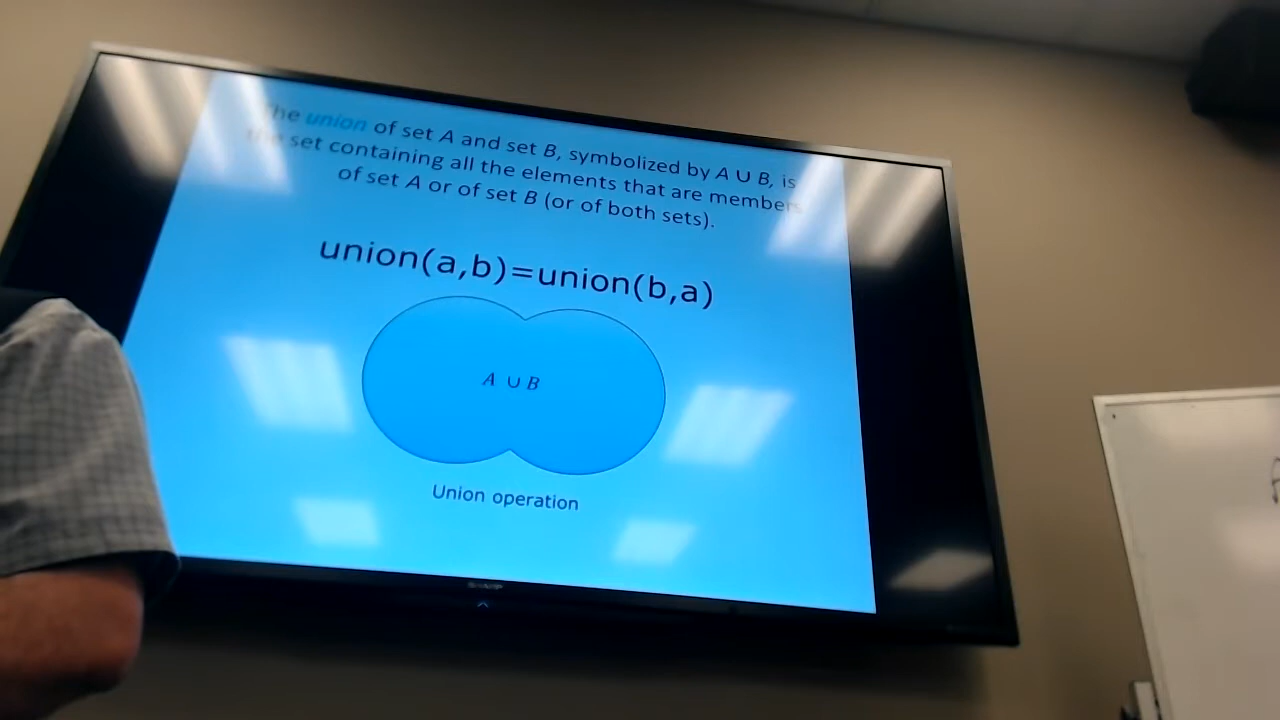 The union of set A and set B, symbolized by A ∪ B, is
the set containing all the elements that are members
of set A or of set B (or of both sets).
union(a,b)=union(b,a)
A ∪ B
Union operation
SHARP